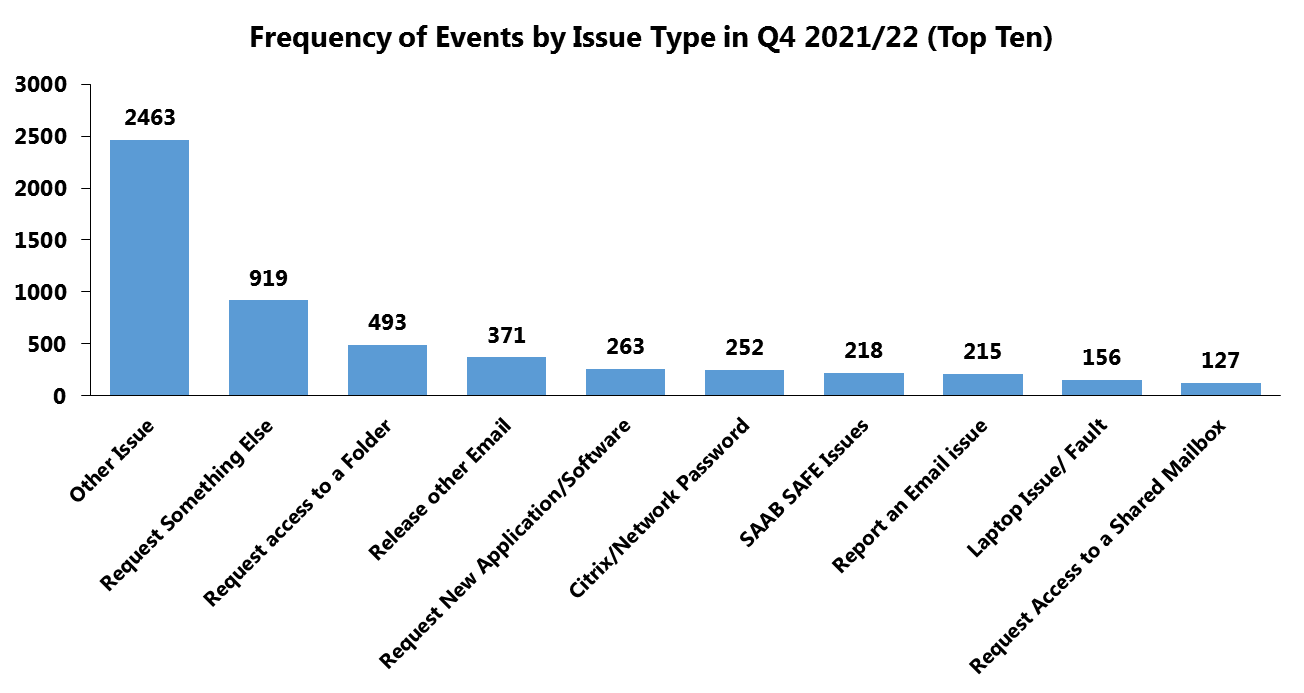 Frequency of Events by Issue Type in Q4 2021/22 (Top Ten)
3000
2500
2000
1500
1000
500
0
2463
919
493
371
263
252
218
215
156
127
Other Issue
Request Something Else
Request access to a Folder
Release other Email
Request New Application/Software
Citrix/Network Password
SAAB SAFE Issues
Report an Email issue
Laptop Issue/ Fault
Request Access to a Shared Mailbox